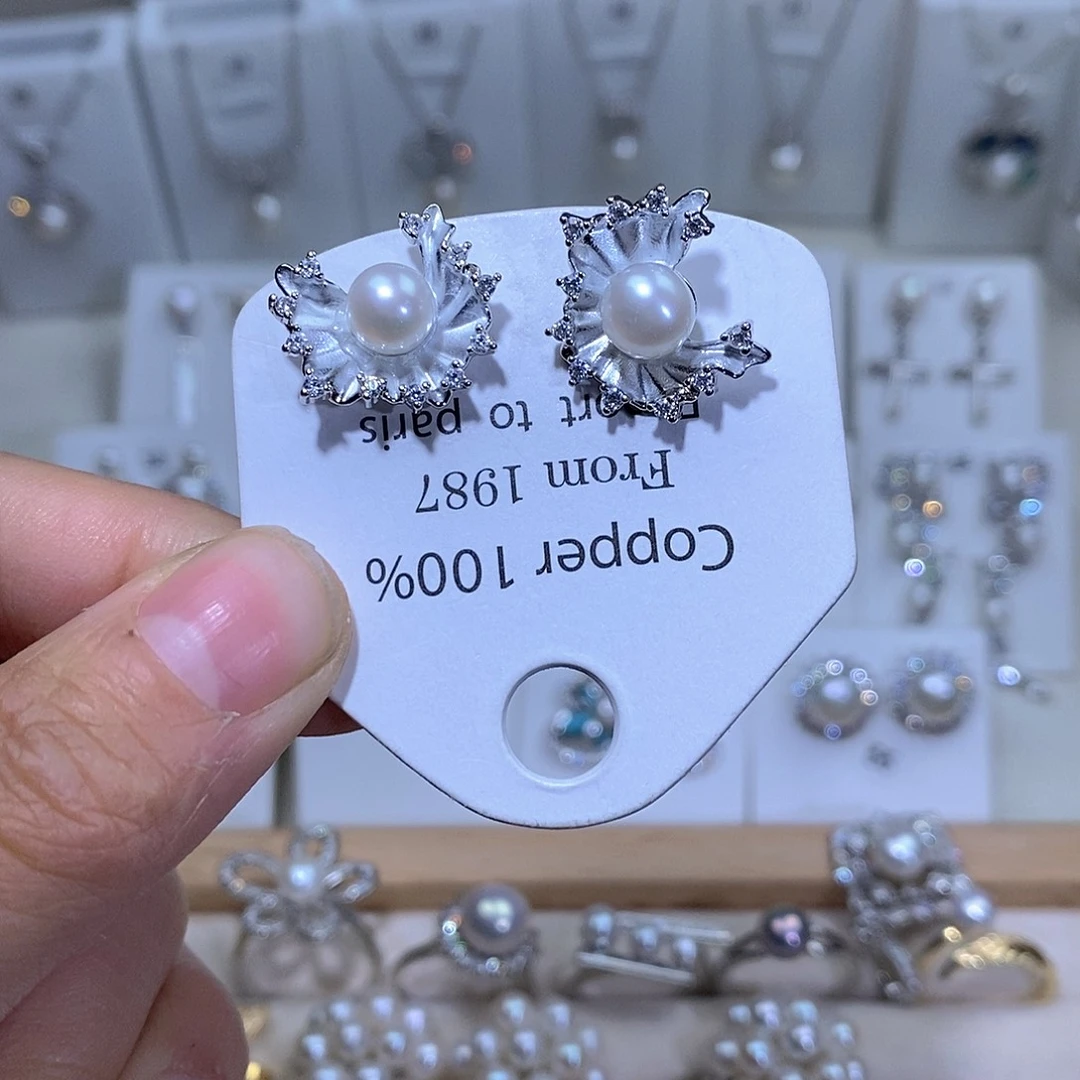 Copper 100%
From 1987
to paris